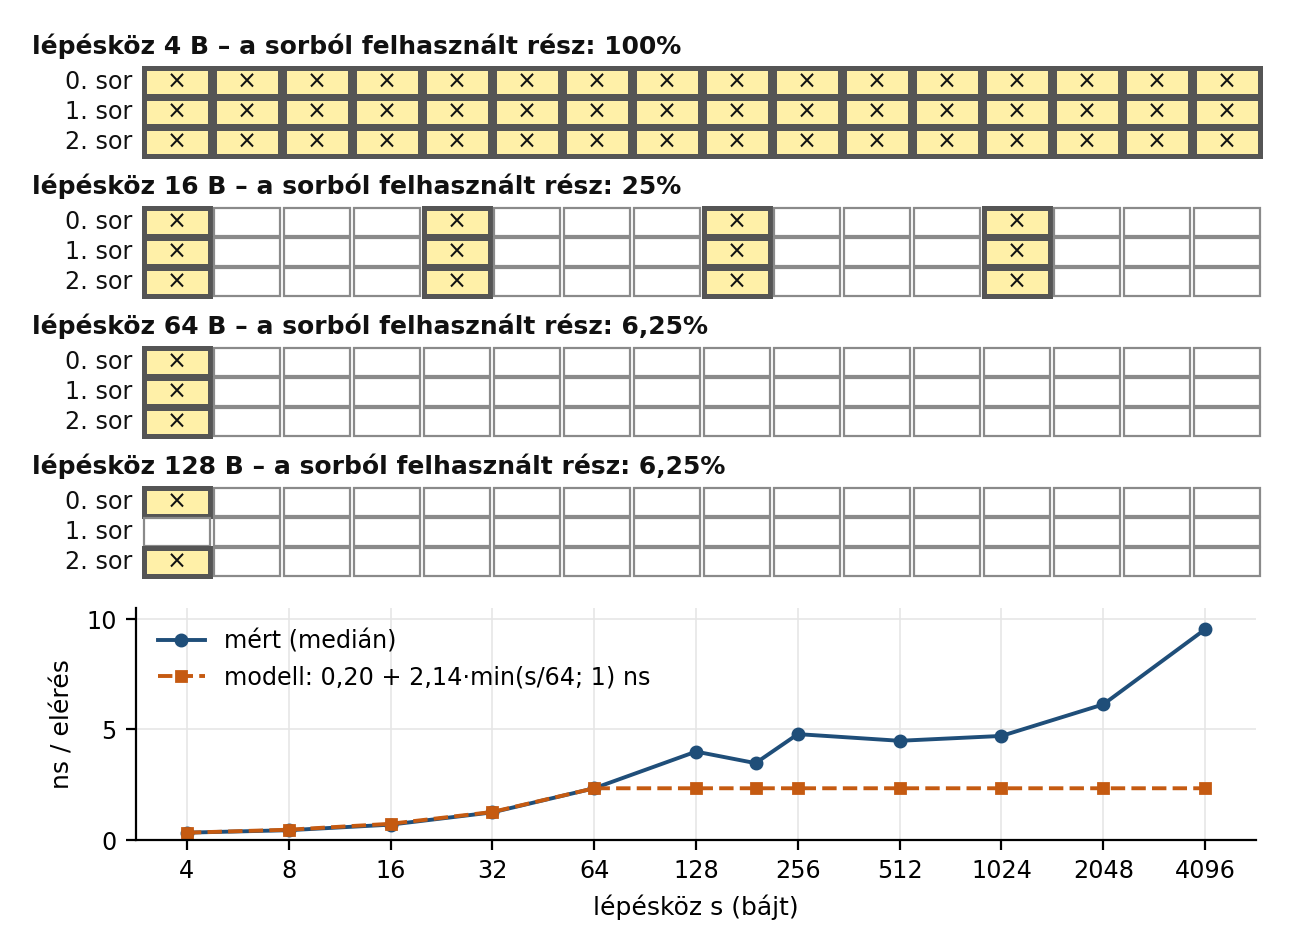 lépésköz 4 B – a sorból felhasznált rész: 100%
0. sor × × × × × × × × × × × × × × × ×
1. sor × × × × × × × × × × × × × × × ×
2. sor × × × × × × × × × × × × × × × ×
lépésköz 16 B – a sorból felhasznált rész: 25%
0. sor × × × ×
1. sor × × × ×
2. sor × × × ×
lépésköz 64 B – a sorból felhasznált rész: 6,25%
0. sor ×
1. sor ×
2. sor ×
lépésköz 128 B – a sorból felhasznált rész: 6,25%
0. sor ×
1. sor
2. sor ×
mért (medián)
modell: 0,20 + 2,14·min(s/64; 1) ns
ns / elérés
10
5
0
4 8 16 32 64 128 256 512 1024 2048 4096
lépésköz s (bájt)